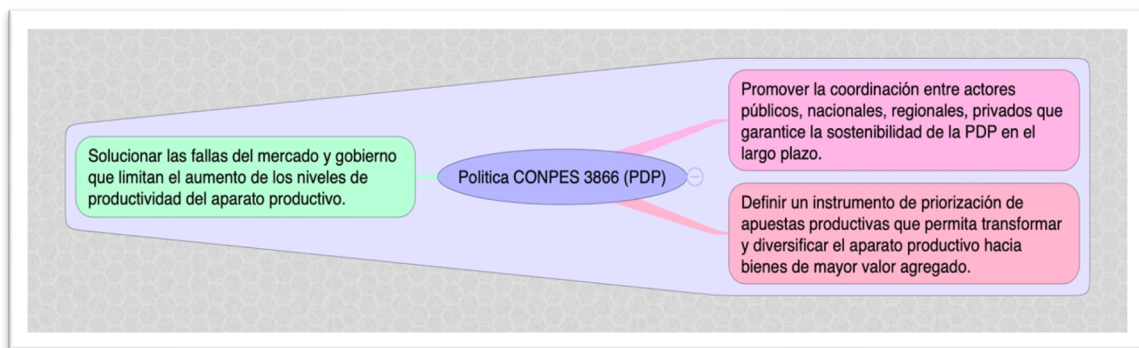 Solucionar las fallas del mercado y gobierno
que limitan el aumento de los niveles de
productividad del aparato productivo.
Politica CONPES 3866 (PDP)
Promover la coordinación entre actores
públicos, nacionales, regionales, privados que
garantice la sostenibilidad de la PDP en el
largo plazo.
Definir un instrumento de priorización de
apuestas productivas que permita transformar
y diversificar el aparato productivo hacia
bienes de mayor valor agregado.